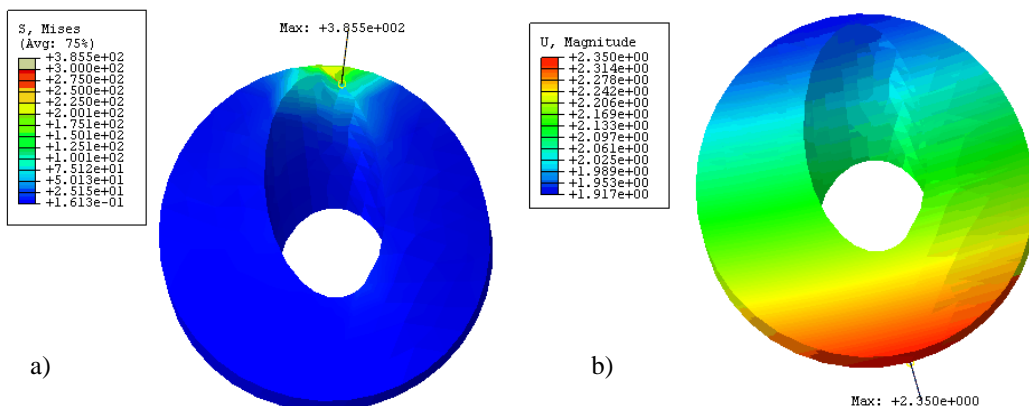 S, Mises
(Avg: 75%)
+3.855e+02
+3.000e+02
+2.750e+02
+2.500e+02
+2.250e+02
+2.001e+02
+1.751e+02
+1.501e+02
+1.251e+02
+1.001e+02
+7.512e+01
+5.013e+01
+2.515e+01
+1.613e-01
Max: +3.855e+002
a)
U, Magnitude
+2.350e+00
+2.314e+00
+2.278e+00
+2.242e+00
+2.206e+00
+2.169e+00
+2.133e+00
+2.097e+00
+2.061e+00
+2.025e+00
+1.989e+00
+1.953e+00
+1.917e+00
b)
Max: +2.350e+000